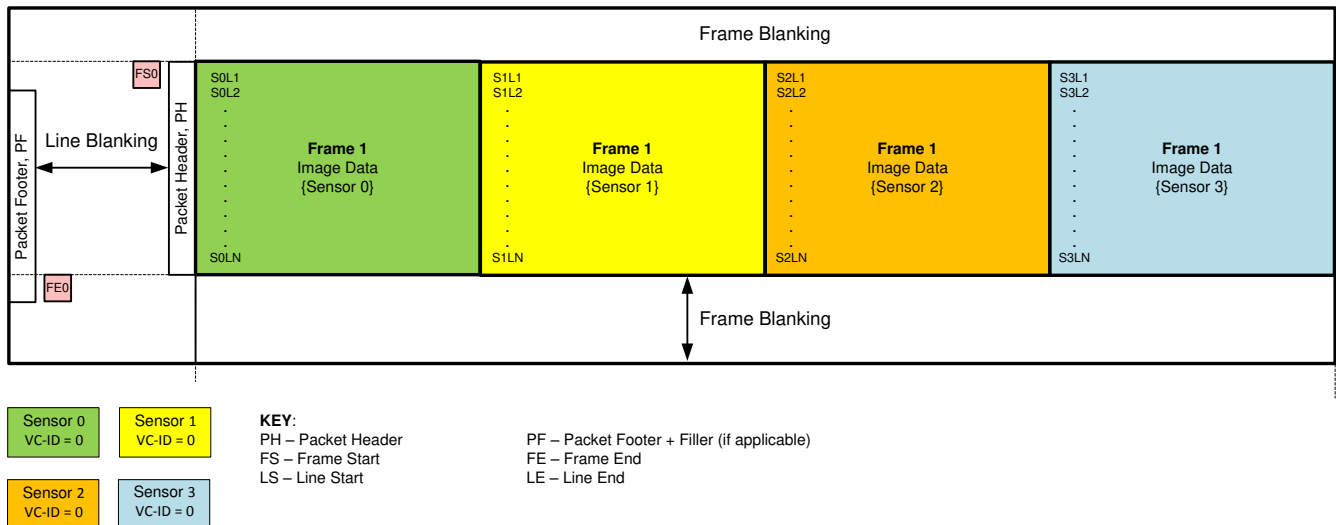 Frame Blanking
FS0
Packet Header, PH
Packet Footer, PF
Line Blanking
FE0
S0L1
S0L2
.
.
.
.
.
.
.
.
.
.
S0LN
Frame 1
Image Data
{Sensor 0}
S1L1
S1L2
.
.
.
.
.
.
.
.
.
.
S1LN
Frame 1
Image Data
{Sensor 1}
S2L1
S2L2
.
.
.
.
.
.
.
.
.
.
S2LN
Frame 1
Image Data
{Sensor 2}
S3L1
S3L2
.
.
.
.
.
.
.
.
.
.
S3LN
Frame 1
Image Data
{Sensor 3}
Frame Blanking
Sensor 0
VC-ID = 0
Sensor 1
VC-ID = 0
Sensor 2
VC-ID = 0
Sensor 3
VC-ID = 0
KEY:
PH – Packet Header
FS – Frame Start
LS – Line Start
PF – Packet Footer + Filler (if applicable)
FE – Frame End
LE – Line End